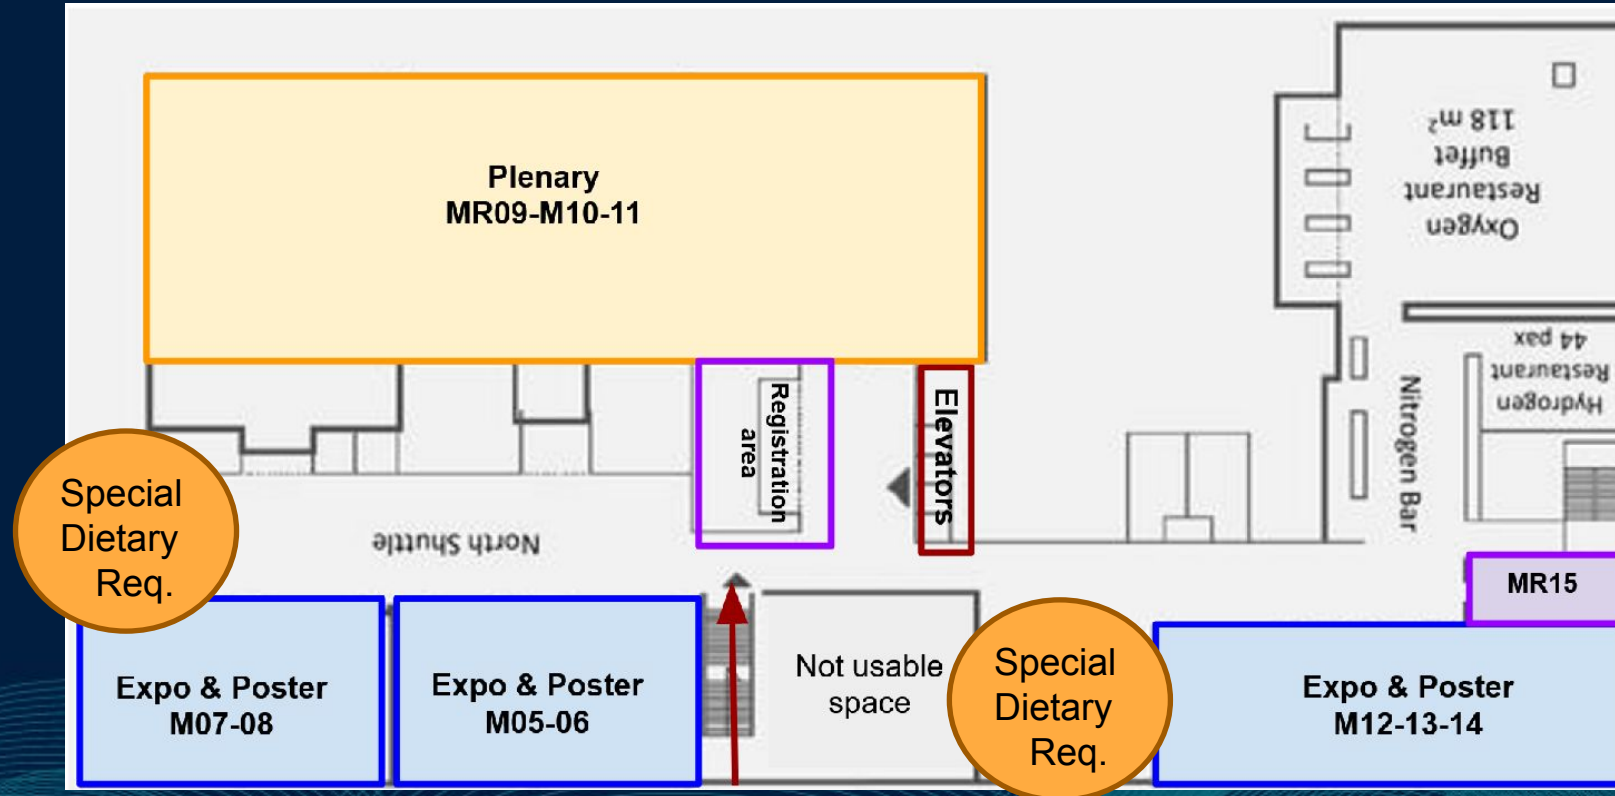 Plenary
MR09-M10-11
118 m²
Buffet
Restaurant
Oxygen
44 pax
Restaurant
Hydrogen
Nitrogen Bar
Registration
area
Elevators
North Shuttle
Special
Dietary
Req.
MR15
Expo & Poster
M07-08
Expo & Poster
M05-06
Not usable
space
Special
Dietary
Req.
Expo & Poster
M12-13-14